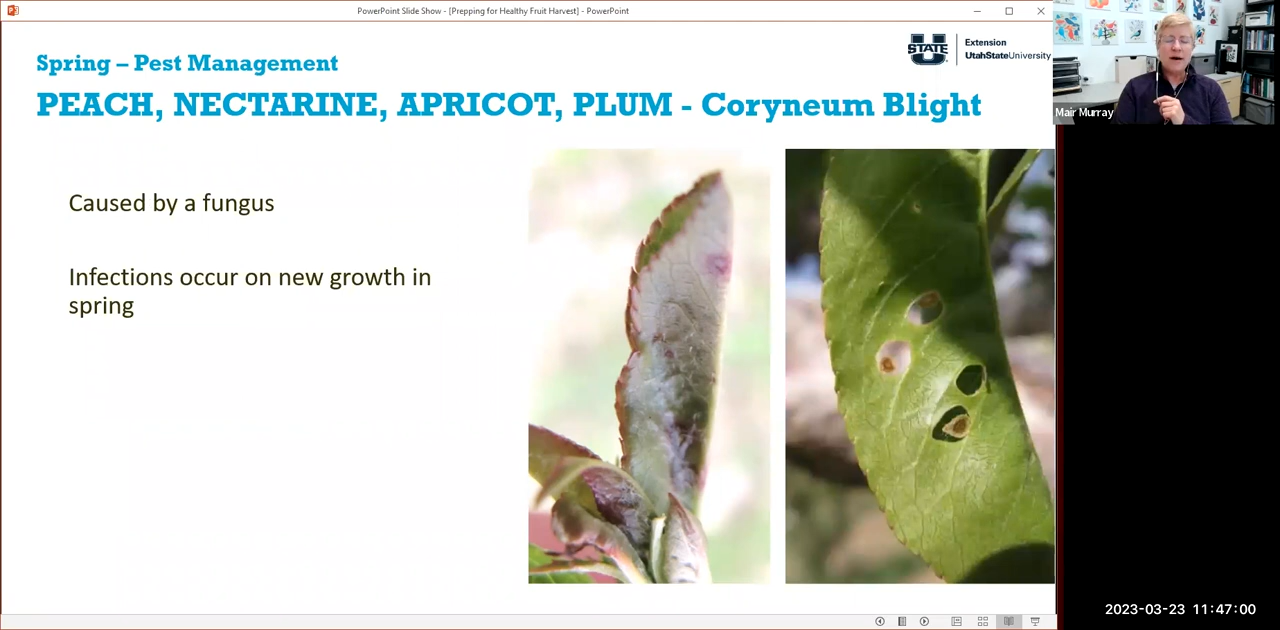 PowerPoint Slide Show - [Prepping for Healthy Fruit Harvest] - PowerPoint
Spring – Pest Management
STATE
Extension
UtahStateUniversity
PEACH, NECTARINE, APRICOT, PLUM - Coryneum Blight
Mair Murray
Caused by a fungus
Infections occur on new growth in
spring
2023-03-23 11:47:00